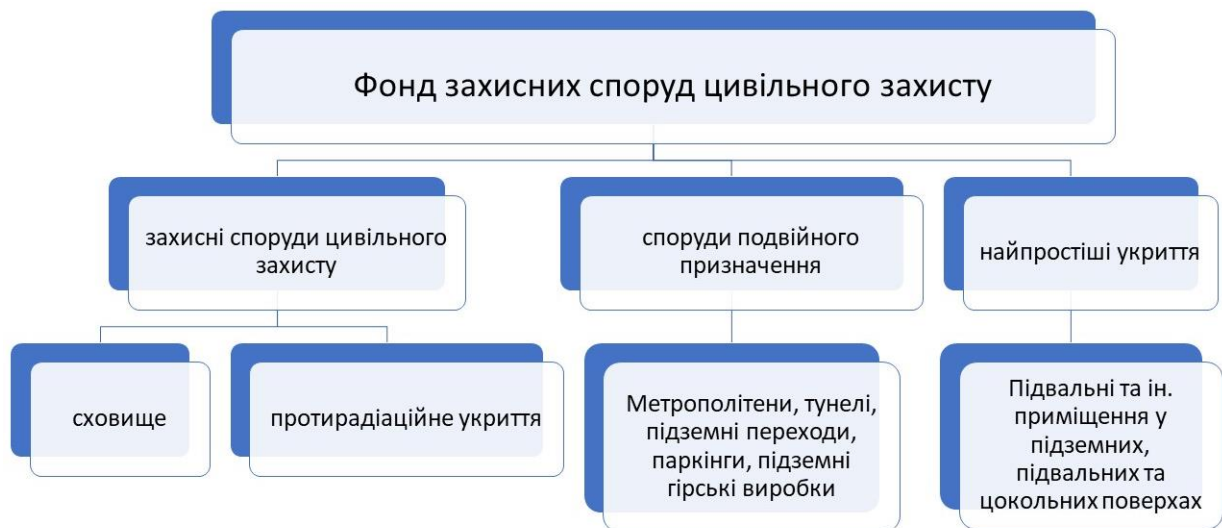 Фонд захисних споруд цивільного захисту
захисні споруди цивільного
захисту
споруди подвійного
призначення
найпростіші укриття
сховище
протирадіаційне укриття
Метрополітени, тунелі,
підземні переходи,
паркінги, підземні
гірські виробки
Підвальні та ін.
приміщення у
підземних,
підвальних та
цокольних поверхах